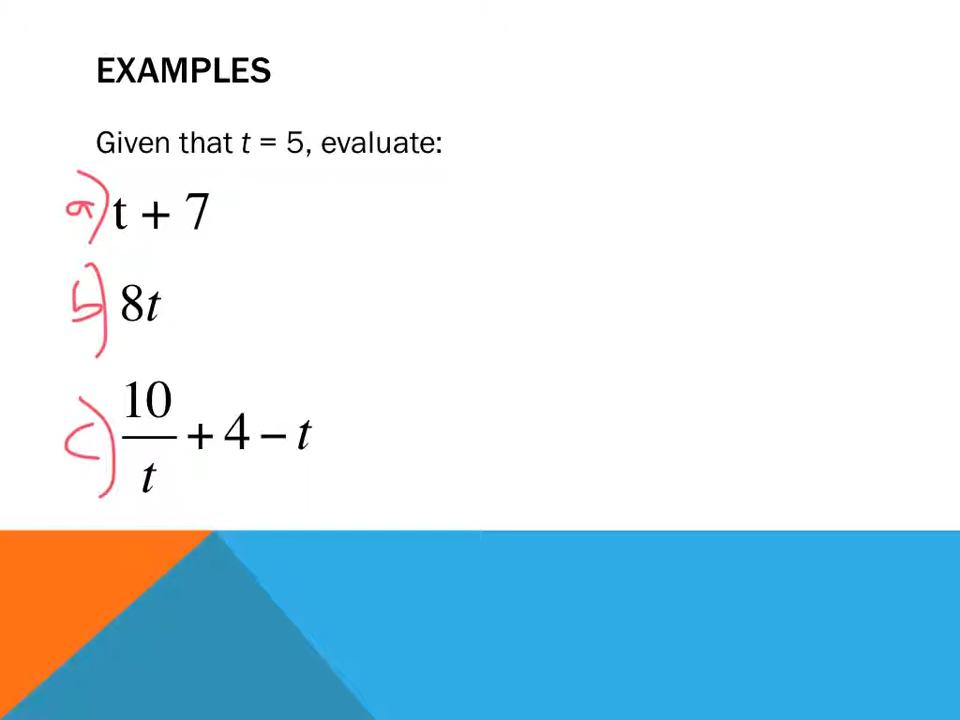 EXAMPLES
Given that t = 5, evaluate:
a) t + 7
b) 8t
c) 10/t + 4 − t